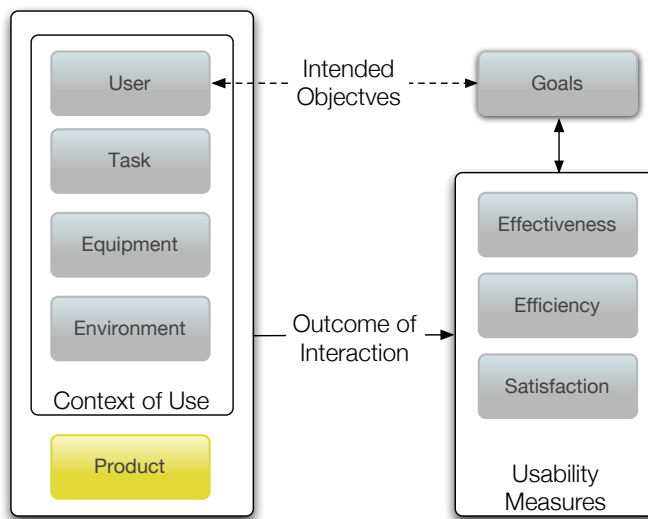 User
Task
Equipment
Environment
Context of Use
Product
Intended
Objectves
Outcome of
Interaction
Goals
Effectiveness
Efficiency
Satisfaction
Usability
Measures